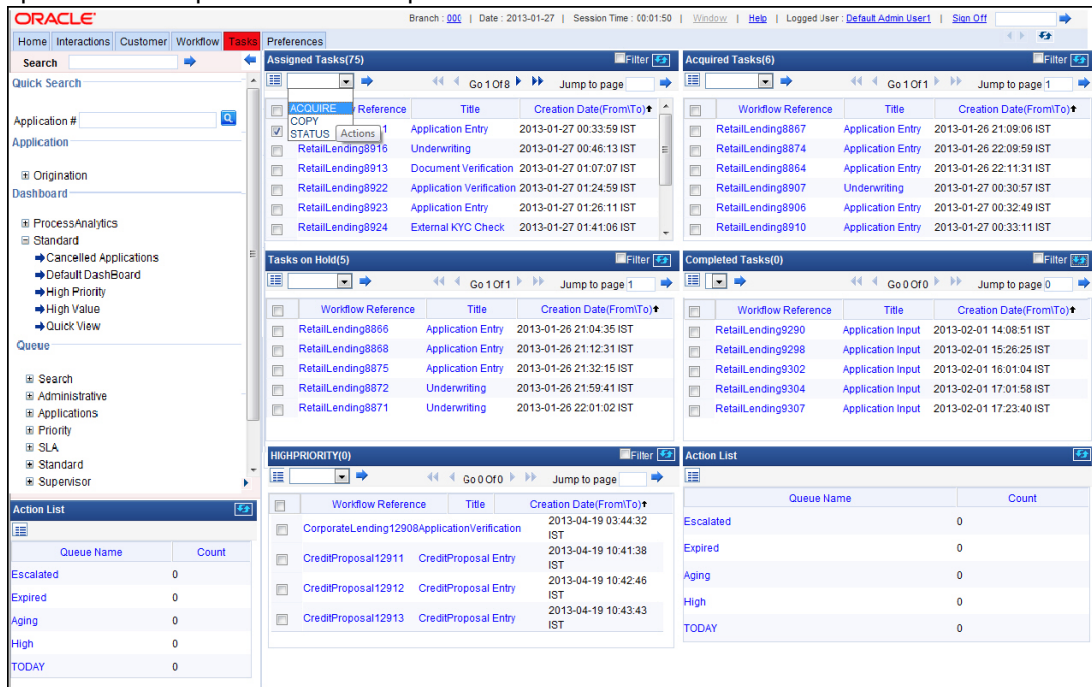 ORACLE
Branch : 000 | Date : 2013-01-27 | Session Time : 00:01:50 | Window | Help | Logged User : Default Admin User1 | Sign Off
Home Interactions Customer Workflow Tasks Preferences
Search
Quick Search
Application #
Application
Origination
Dashboard
ProcessAnalytics
Standard
Cancelled Applications
Default DashBoard
High Priority
High Value
Quick View
Queue
Search
Administrative
Applications
Priority
SLA
Standard
Supervisor
Action List
Queue Name Count
Escalated 0
Expired 0
Aging 0
High 0
TODAY 0
Assigned Tasks(75) Filter
Go 1 Of 8 Jump to page
ACQUIRE
COPY
STATUS Actions
Reference Title Creation Date(From\To)
1 Application Entry 2013-01-27 00:33:59 IST
RetailLending8916 Underwriting 2013-01-27 00:46:13 IST
RetailLending8913 Document Verification 2013-01-27 01:07:07 IST
RetailLending8922 Application Verification 2013-01-27 01:24:59 IST
RetailLending8923 Application Entry 2013-01-27 01:26:11 IST
RetailLending8924 External KYC Check 2013-01-27 01:41:06 IST
Acquired Tasks(6) Filter
Go 1 Of 1 Jump to page 1
Workflow Reference Title Creation Date(From\To)
RetailLending8867 Application Entry 2013-01-26 21:09:06 IST
RetailLending8874 Application Entry 2013-01-26 22:09:59 IST
RetailLending8864 Application Entry 2013-01-26 22:11:31 IST
RetailLending8907 Underwriting 2013-01-27 00:30:57 IST
RetailLending8906 Application Entry 2013-01-27 00:32:49 IST
RetailLending8910 Application Entry 2013-01-27 00:33:11 IST
Tasks on Hold(5) Filter
Go 1 Of 1 Jump to page 1
Workflow Reference Title Creation Date(From\To)
RetailLending8866 Application Entry 2013-01-26 21:04:35 IST
RetailLending8868 Application Entry 2013-01-26 21:12:31 IST
RetailLending8875 Application Entry 2013-01-26 21:32:15 IST
RetailLending8872 Underwriting 2013-01-26 21:59:41 IST
RetailLending8871 Underwriting 2013-01-26 22:01:02 IST
Completed Tasks(0) Filter
Go 0 Of 0 Jump to page 0
Workflow Reference Title Creation Date(From\To)
RetailLending9290 Application Input 2013-02-01 14:08:51 IST
RetailLending9298 Application Input 2013-02-01 15:26:25 IST
RetailLending9302 Application Input 2013-02-01 16:01:04 IST
RetailLending9304 Application Input 2013-02-01 17:01:58 IST
RetailLending9307 Application Input 2013-02-01 17:23:40 IST
HIGHPRIORITY(0) Filter
Go 0 Of 0 Jump to page
Workflow Reference Title Creation Date(From\To)
CorporateLending12908 ApplicationVerification 2013-04-19 03:44:32
IST
CreditProposal12911 CreditProposal Entry 2013-04-19 10:41:38
IST
CreditProposal12912 CreditProposal Entry 2013-04-19 10:42:46
IST
CreditProposal12913 CreditProposal Entry 2013-04-19 10:43:43
IST
Action List
Queue Name Count
Escalated 0
Expired 0
Aging 0
High 0
TODAY 0